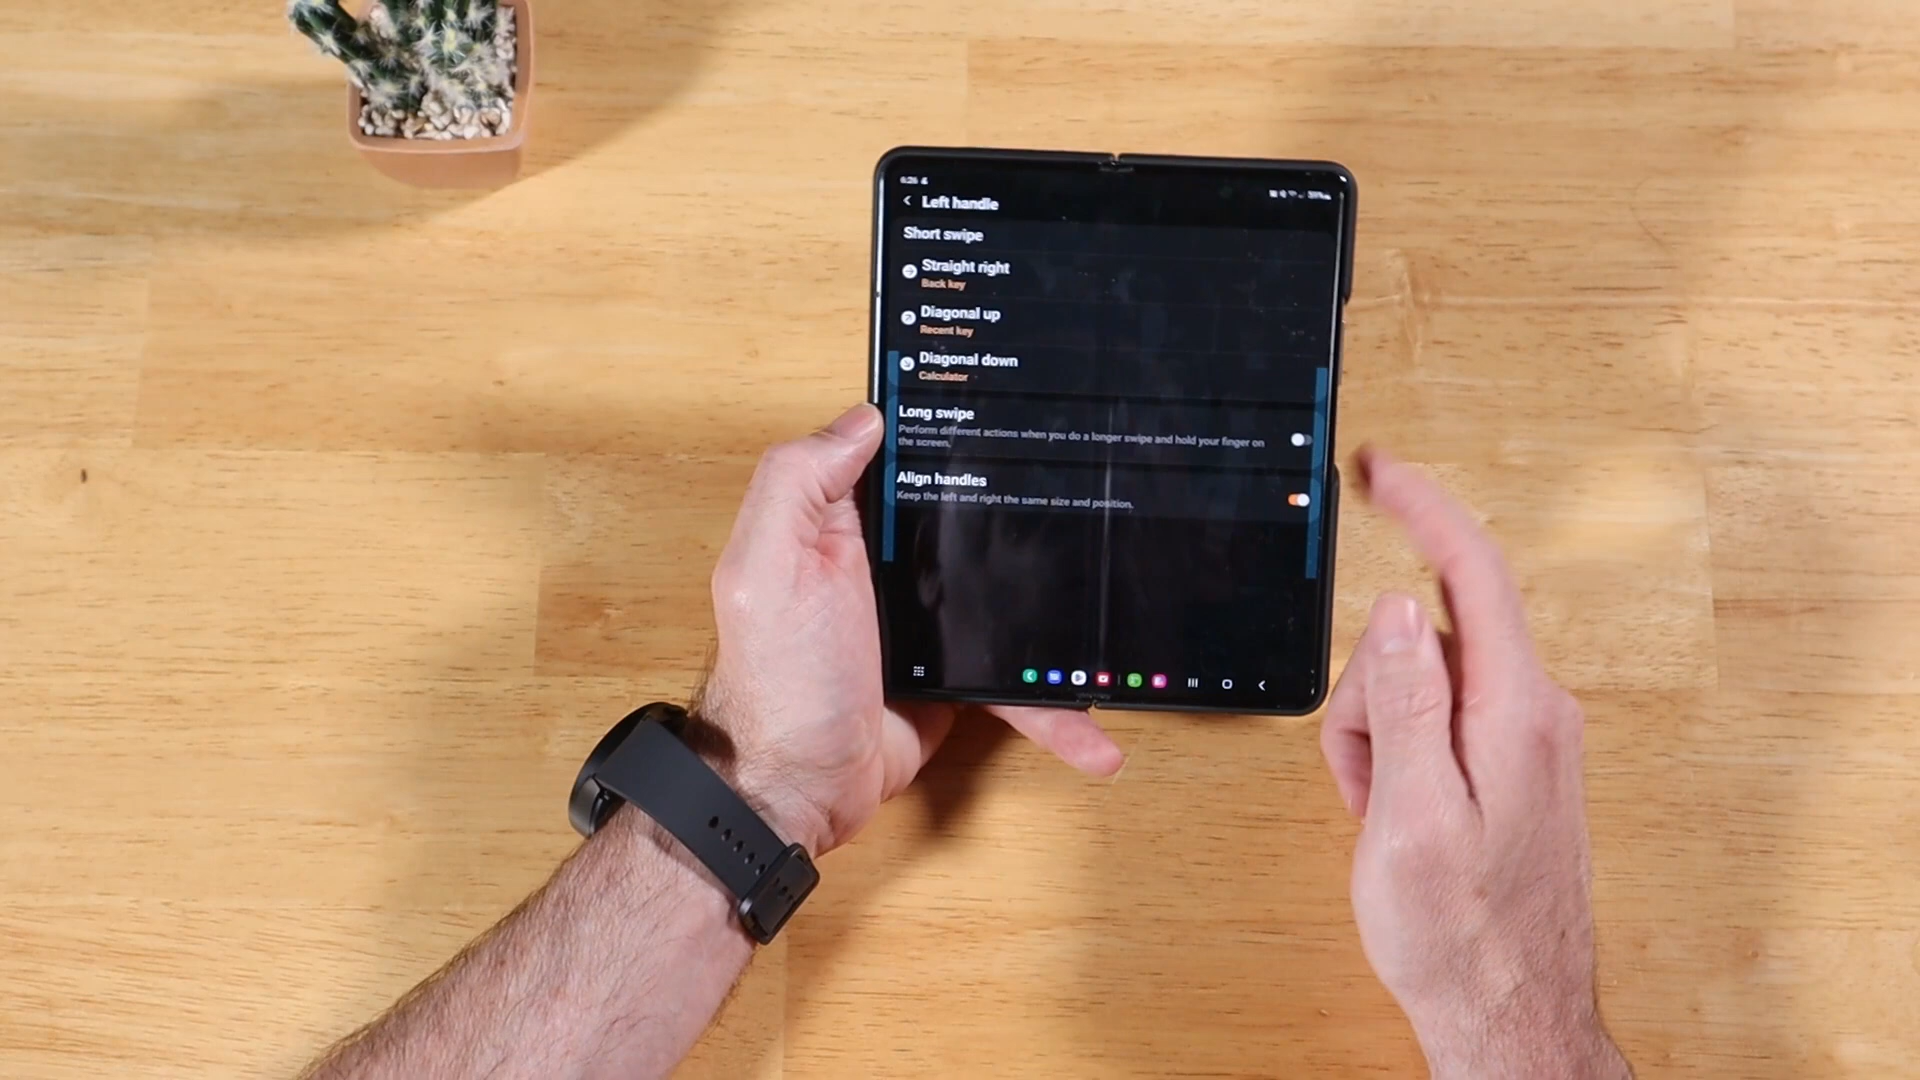 6:26
Left handle
Short swipe
Straight right
Back key
Diagonal up
Recent key
Diagonal down
Calculator
Long swipe
Perform different actions when you do a longer swipe and hold your finger on
the screen.
Align handles
Keep the left and right the same size and position.